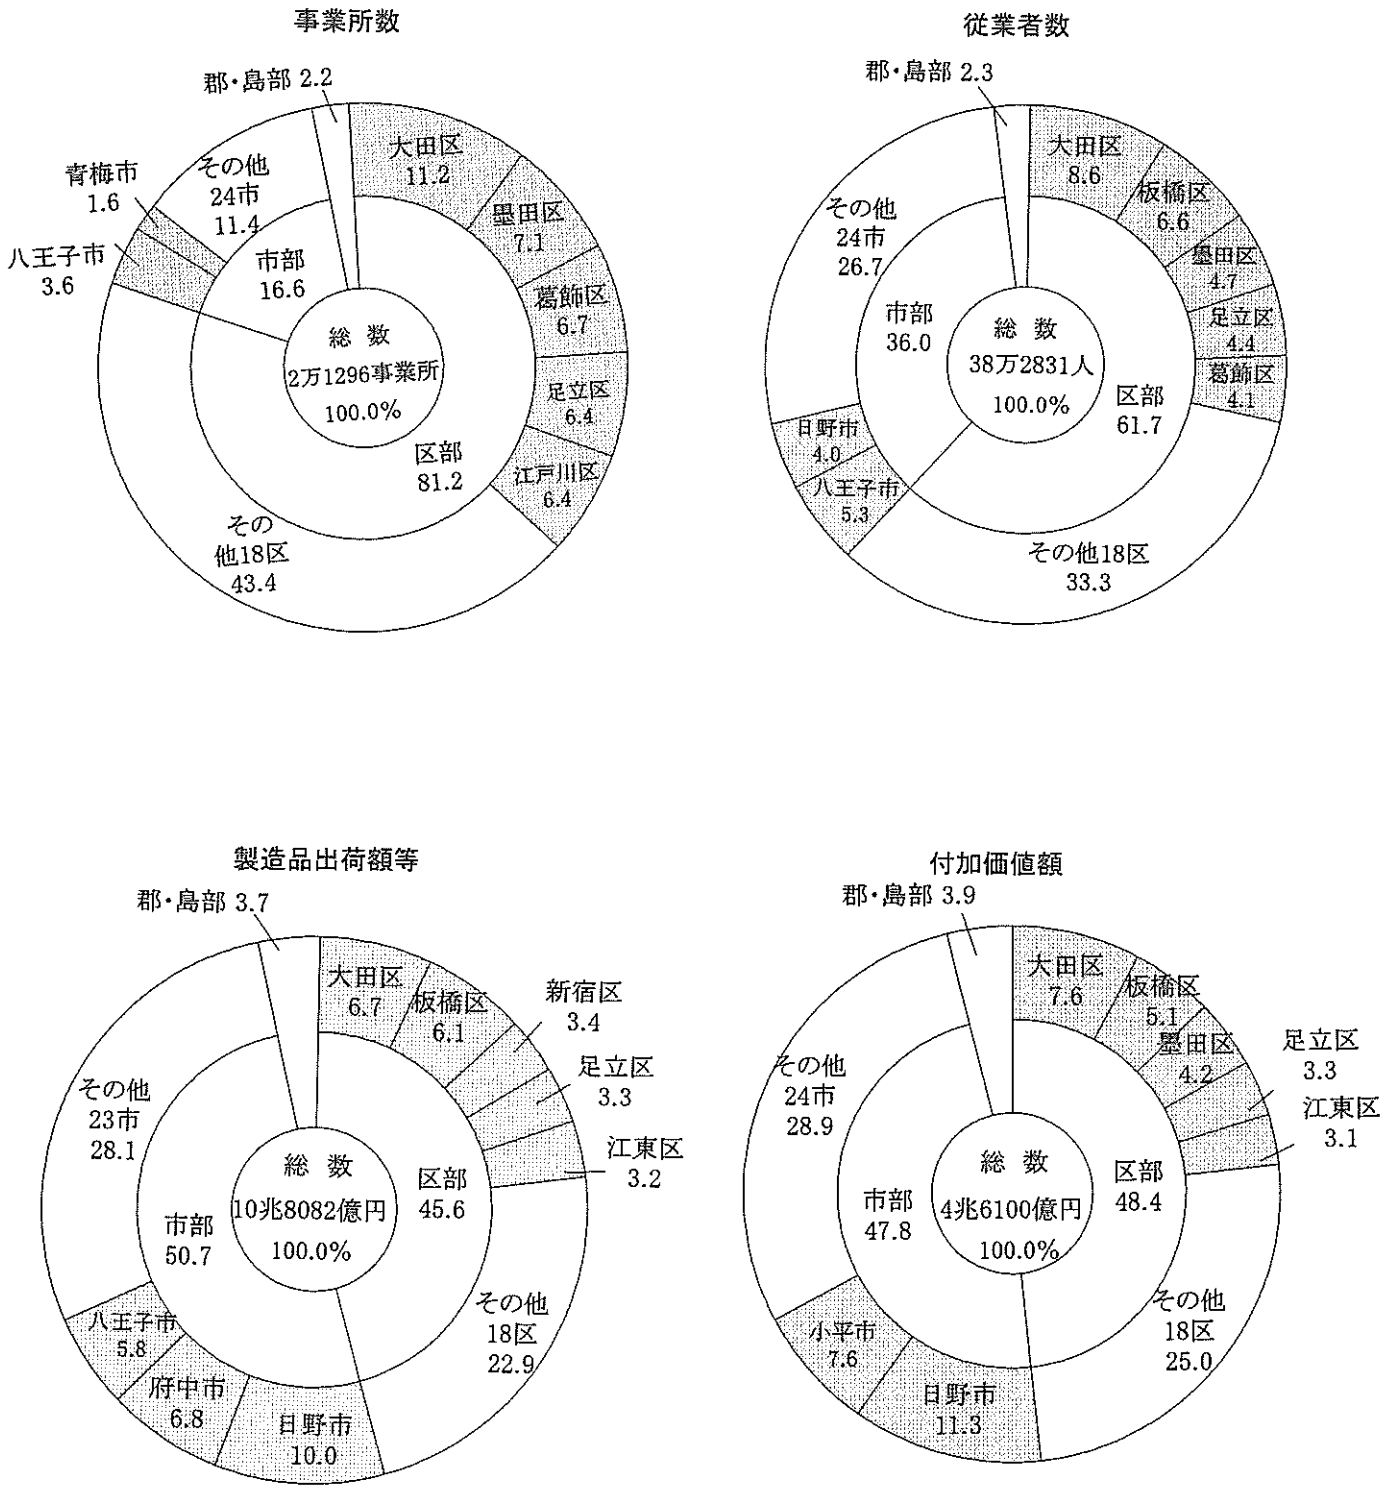 事業所数
郡・島部 2.2
大田区
11.2
墨田区
7.1
葛飾区
6.7
足立区
6.4
江戸川区
6.4
その
他18区
43.4
区部
81.2
八王子市
3.6
青梅市
1.6
その他
24市
11.4
市部
16.6
総数
2万1296事業所
100.0%
従業者数
郡・島部 2.3
大田区
8.6
板橋区
6.6
墨田区
4.7
足立区
4.4
葛飾区
4.1
区部
61.7
その他18区
33.3
八王子市
5.3
日野市
4.0
その他
24市
26.7
市部
36.0
総数
38万2831人
100.0%
製造品出荷額等
郡・島部 3.7
大田区
6.7
板橋区
6.1
新宿区
3.4
足立区
3.3
江東区
3.2
区部
45.6
その他
18区
22.9
日野市
10.0
府中市
6.8
八王子市
5.8
その他
23市
28.1
市部
50.7
総数
10兆8082億円
100.0%
付加価値額
郡・島部 3.9
大田区
7.6
板橋区
5.1
墨田区
4.2
足立区
3.3
江東区
3.1
区部
48.4
その他
18区
25.0
日野市
11.3
小平市
7.6
その他
24市
28.9
市部
47.8
総数
4兆6100億円
100.0%